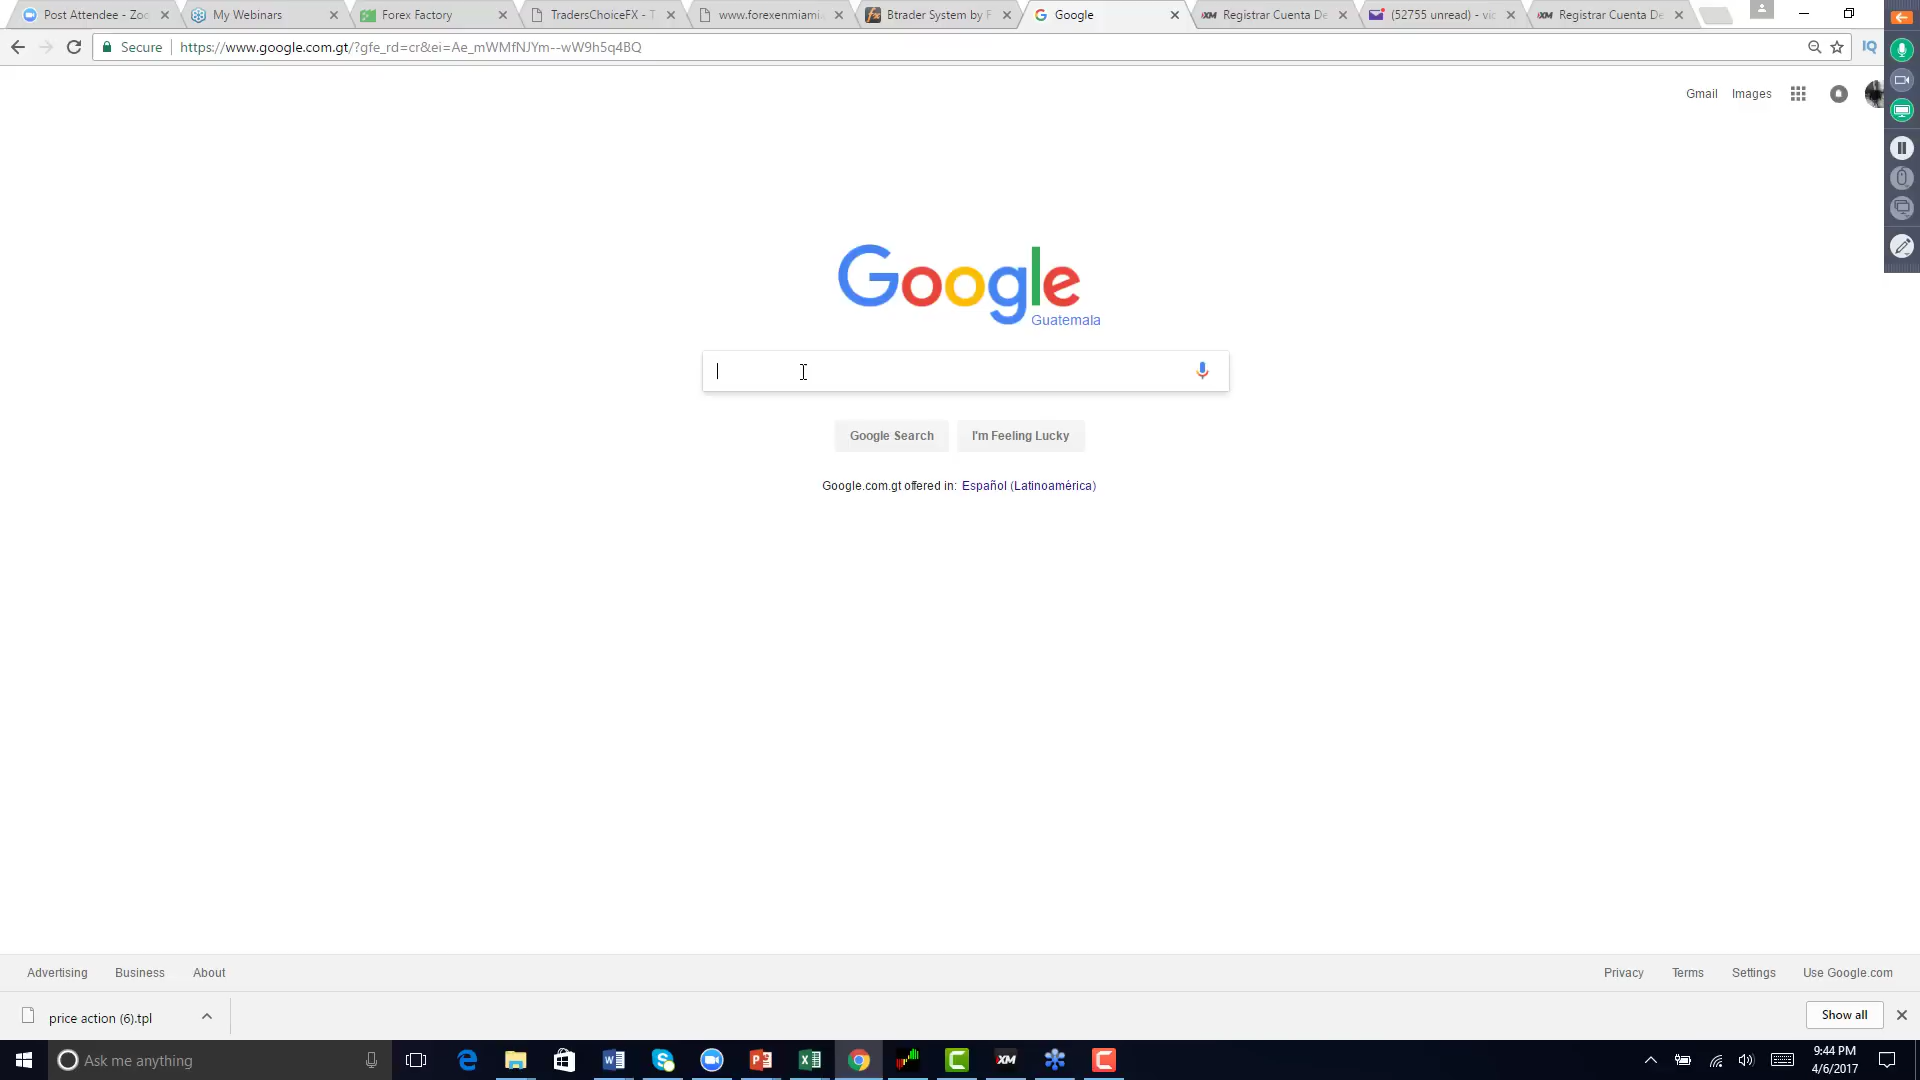 Post Attendee - Zoo
My Webinars
Forex Factory
TradersChoiceFX - T
www.forexenmiami
Btrader System by F
Google
Registrar Cuenta De
(52755 unread) - vic
Registrar Cuenta De
Secure
https://www.google.com.gt/?gfe_rd=cr&ei=Ae_mWMfNJYm--wW9h5q4BQ
IQ
Gmail
Images
Google
Guatemala
Google Search
I'm Feeling Lucky
Google.com.gt offered in: Español (Latinoamérica)
Advertising
Business
About
Privacy
Terms
Settings
Use Google.com
price action (6).tpl
Show all
Ask me anything
XM
9:44 PM
4/6/2017